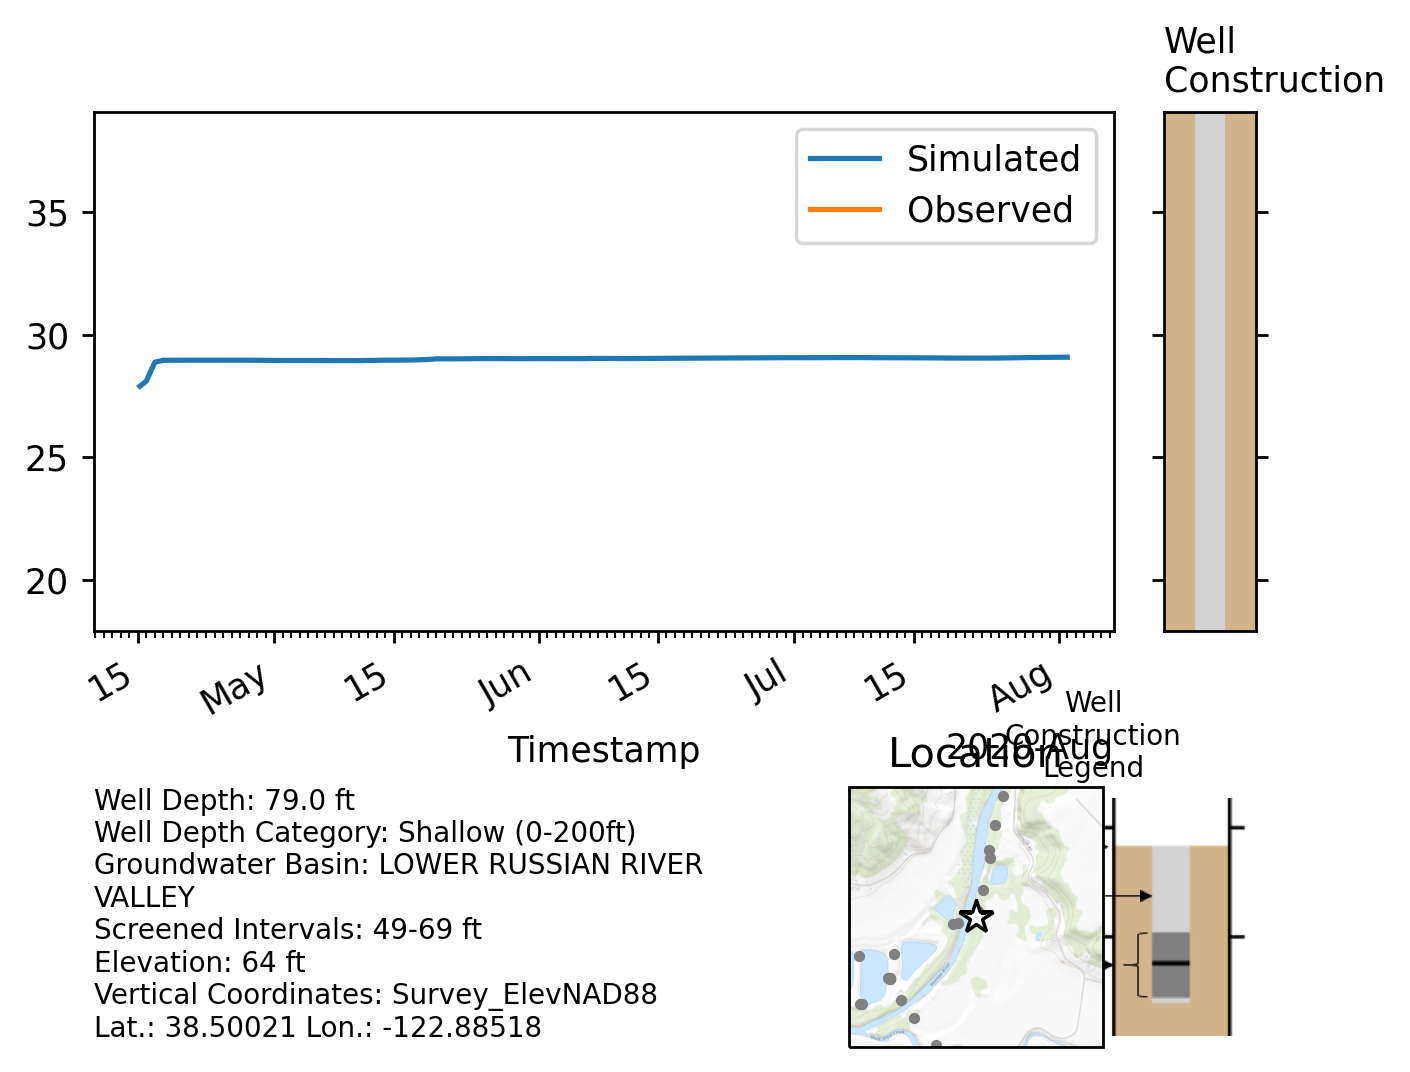 Well
Construction
Simulated
Observed
35
30
25
20
15
May
15
Jun
15
Jul
15
Aug
Timestamp
2020-Aug
Location
Well
Construction
Legend
Well Depth: 79.0 ft
Well Depth Category: Shallow (0-200ft)
Groundwater Basin: LOWER RUSSIAN RIVER
VALLEY
Screened Intervals: 49-69 ft
Elevation: 64 ft
Vertical Coordinates: Survey_ElevNAD88
Lat.: 38.50021 Lon.: -122.88518